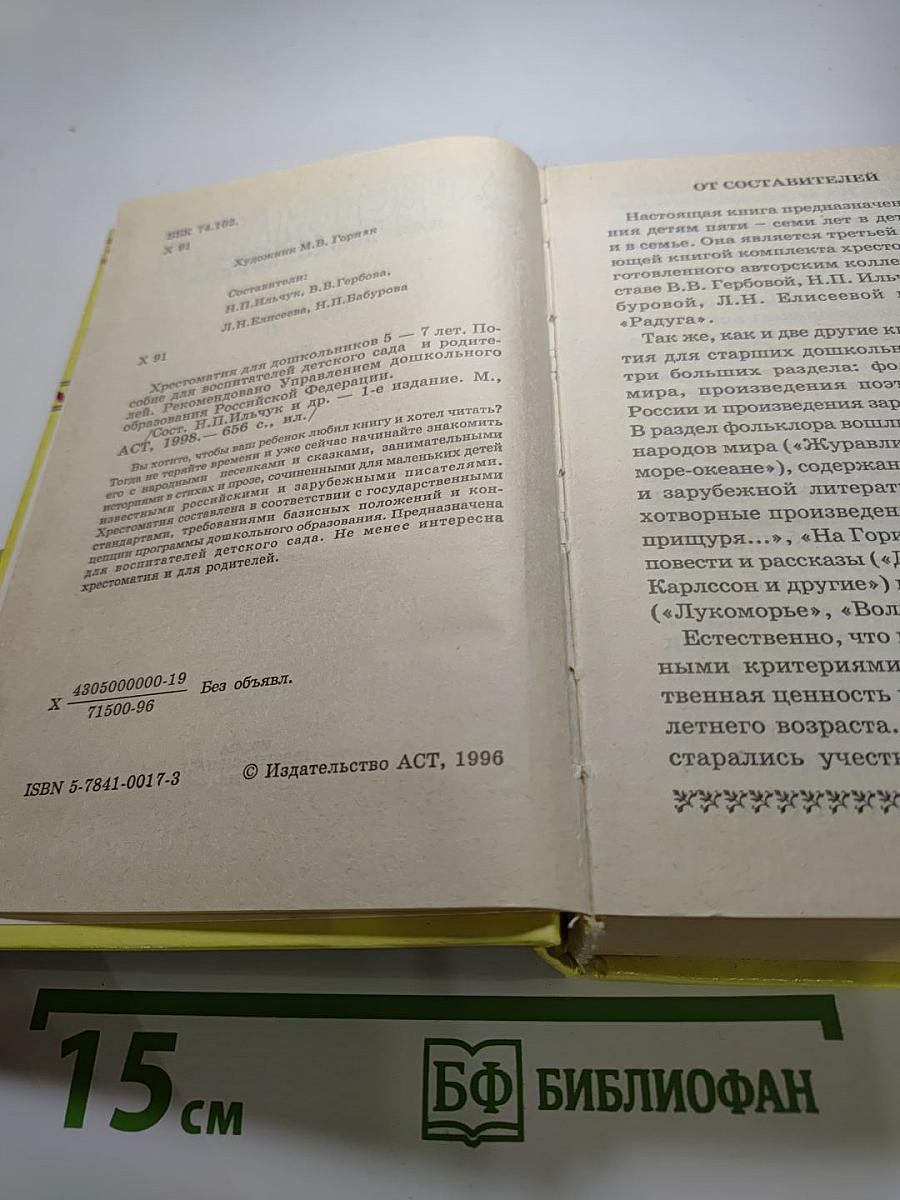 ББК 74.102.
Х 91
Художник М.В. Горнак
Составители:
Н.П.Ильчук, В.В.Гербова,
Л.Н.Елисеева, Н.П.Бабурова
Х 91
Хрестоматия для дошкольников 5 — 7 лет. По-
собие для воспитателей детского сада и родите-
лей. Рекомендовано Управлением дошкольного
образования Российской Федерации.
/Сост. Н.П.Ильчук и др. — 1-е издание. М.,
АСТ, 1998.— 656 с., ил./
Вы хотите, чтобы ваш ребенок любил книгу и хотел читать?
Тогда не теряйте времени и уже сейчас начинайте знакомить
его с народными песенками и сказками, занимательными
историями в стихах и прозе, сочиненными для маленьких детей
известными российскими и зарубежными писателями.
Хрестоматия составлена в соответствии с государственными
стандартами, требованиями базисных положений и кон-
цепции программы дошкольного образования. Предназначена
для воспитателей детского сада. Не менее интересна
хрестоматия и для родителей.
Х 4305000000-19
71500-96
Без объявл.
ISBN 5-7841-0017-3
© Издательство АСТ, 1996
ОТ СОСТАВИТЕЛЕЙ
Настоящая книга предназначен
ния детям пяти – семи лет в дет
и в семье. Она является третьей
ющей книгой комплекта хресто
готовленного авторским колле
ставе В.В. Гербовой, Н.П. Ильч
буровой, Л.Н. Елисеевой
«Радуга».
Так же, как и две другие кн
тия для старших дошкольн
три больших раздела: фол
мира, произведения поэт
России и произведения зар
В раздел фольклора вошл
народов мира («Журавли
море-океане»), содержан
и зарубежной литерат
хотворные произведен
прищуря...», «На Гори
повести и рассказы («Д
Карлссон и другие»)
(«Лукоморье», «Вол
Естественно, что
ными критериями
твенная ценность
летнего возраста.
старались учесть
15 см
БФ БИБЛИОФАН